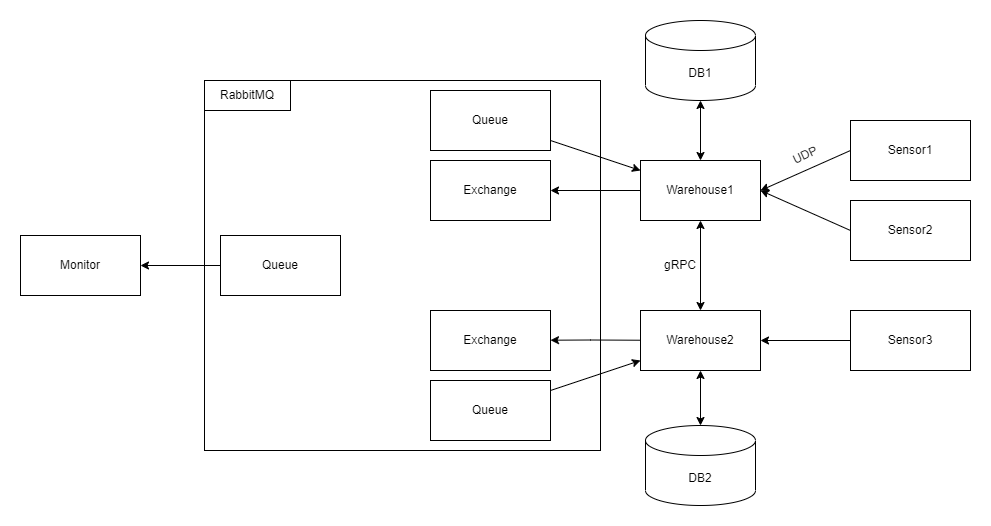 DB1
RabbitMQ
Queue
UDP
Sensor1
Exchange
Warehouse1
Sensor2
Monitor
Queue
gRPC
Exchange
Warehouse2
Sensor3
Queue
DB2